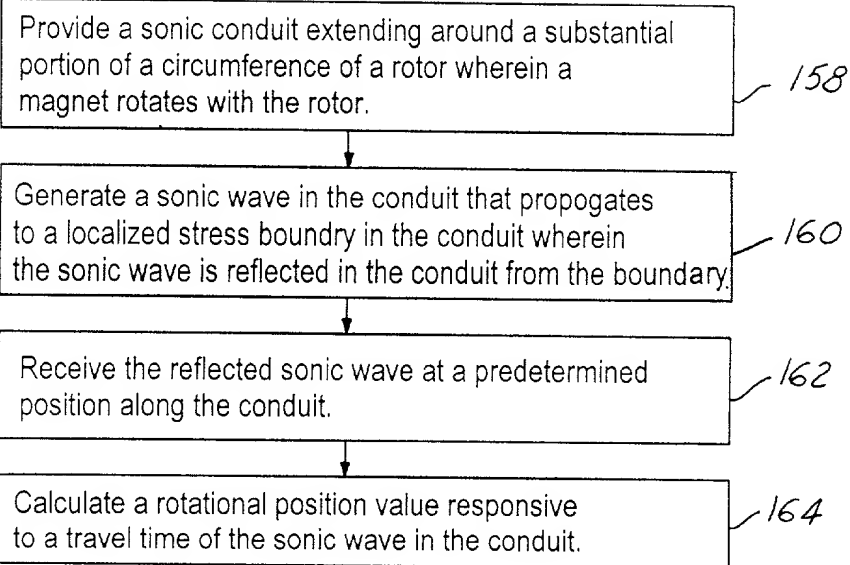 Provide a sonic conduit extending around a substantial
portion of a circumference of a rotor wherein a
magnet rotates with the rotor.
158
Generate a sonic wave in the conduit that propogates
to a localized stress boundry in the conduit wherein
the sonic wave is reflected in the conduit from the boundary.
160
Receive the reflected sonic wave at a predetermined
position along the conduit.
162
Calculate a rotational position value responsive
to a travel time of the sonic wave in the conduit.
164